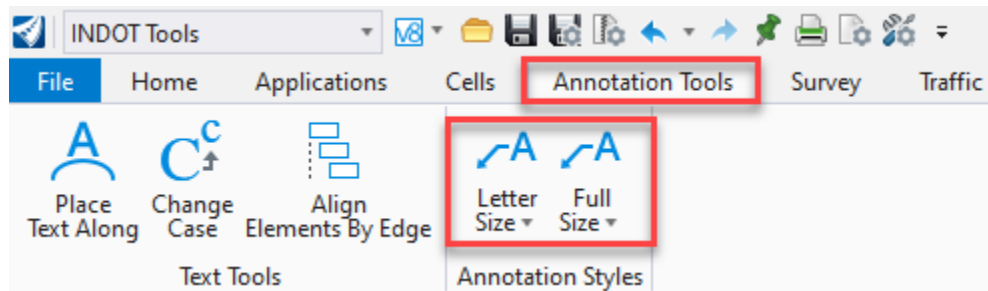 INDOT Tools
V8
File Home Applications Cells Annotation Tools Survey Traffic
Place Text Along
Change Case
Align Elements By Edge
Letter Size
Full Size
Text Tools
Annotation Styles